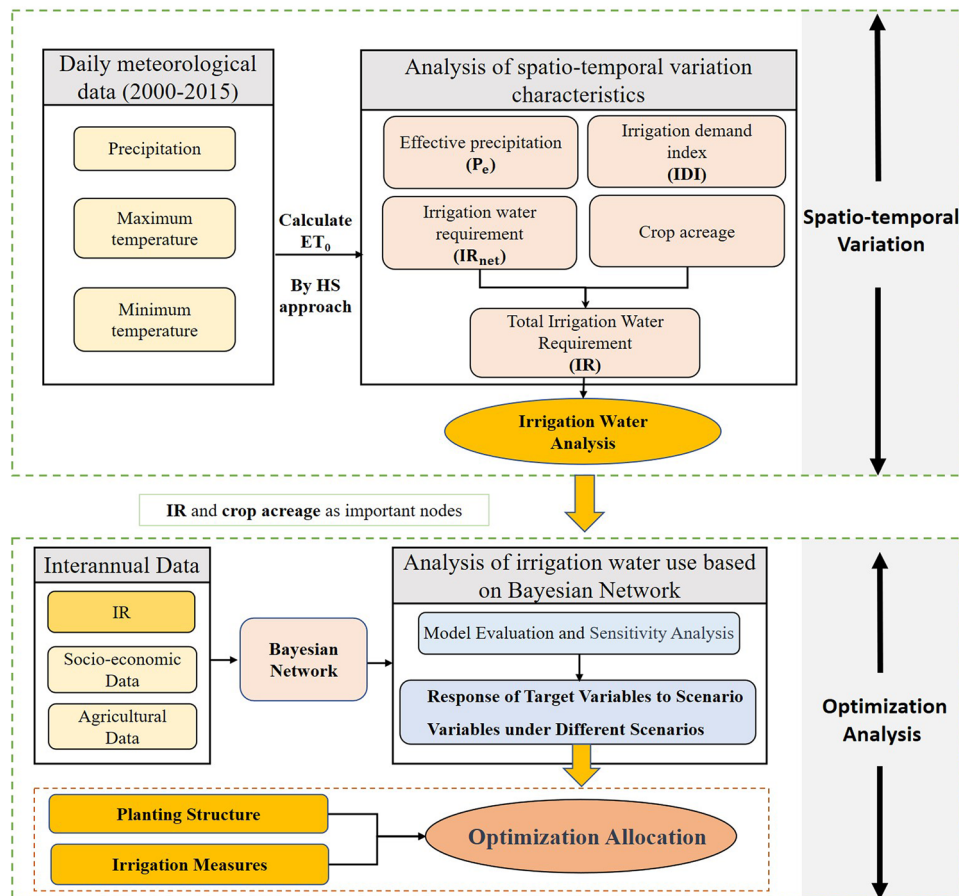 Daily meteorological
data (2000-2015)
Precipitation
Maximum
temperature
Minimum
temperature
Calculate
ET₀
By HS
approach
Analysis of spatio-temporal variation
characteristics
Effective precipitation
(Pₑ)
Irrigation demand
index
(IDI)
Irrigation water
requirement
(IRnet)
Crop acreage
Total Irrigation Water
Requirement
(IR)
Irrigation Water
Analysis
Spatio-temporal
Variation
IR and crop acreage as important nodes
Interannual Data
IR
Socio-economic
Data
Agricultural
Data
Bayesian
Network
Analysis of irrigation water use based
on Bayesian Network
Model Evaluation and Sensitivity Analysis
Response of Target Variables to Scenario
Variables under Different Scenarios
Planting Structure
Irrigation Measures
Optimization Allocation
Optimization
Analysis